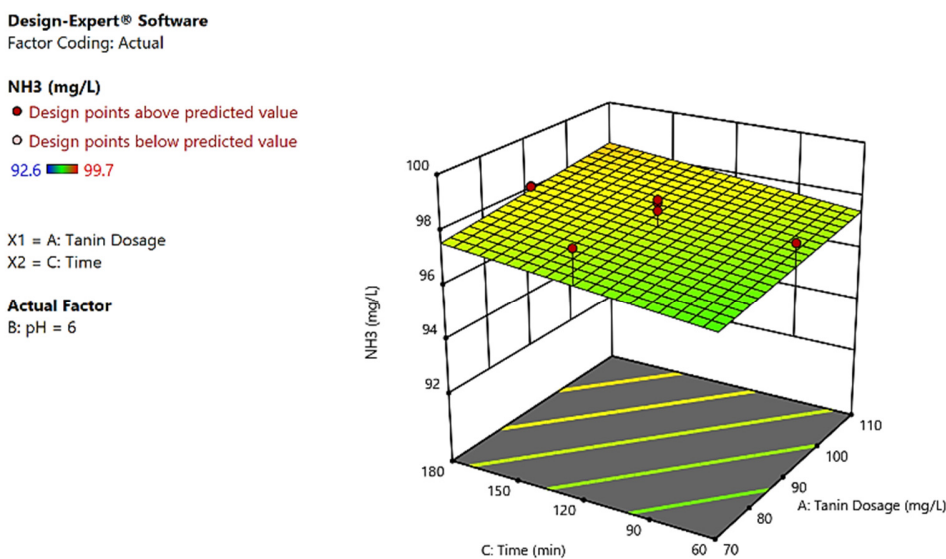 Design-Expert® Software
Factor Coding: Actual
NH3 (mg/L)
Design points above predicted value
Design points below predicted value
92.6 99.7
X1 = A: Tanin Dosage
X2 = C: Time
Actual Factor
B: pH = 6
100
98
96
94
92
NH3 (mg/L)
180
150
120
90
60
C: Time (min)
70
80
90
100
110
A: Tanin Dosage (mg/L)